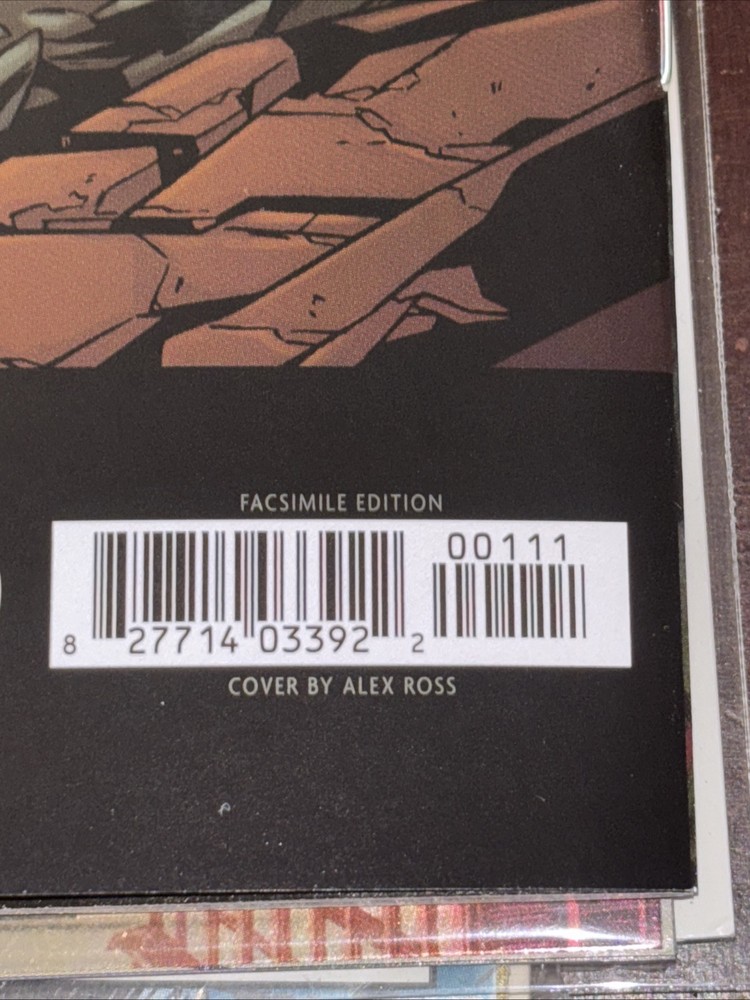 FACSIMILE EDITION
00111
8 27714 03392 2
COVER BY ALEX ROSS